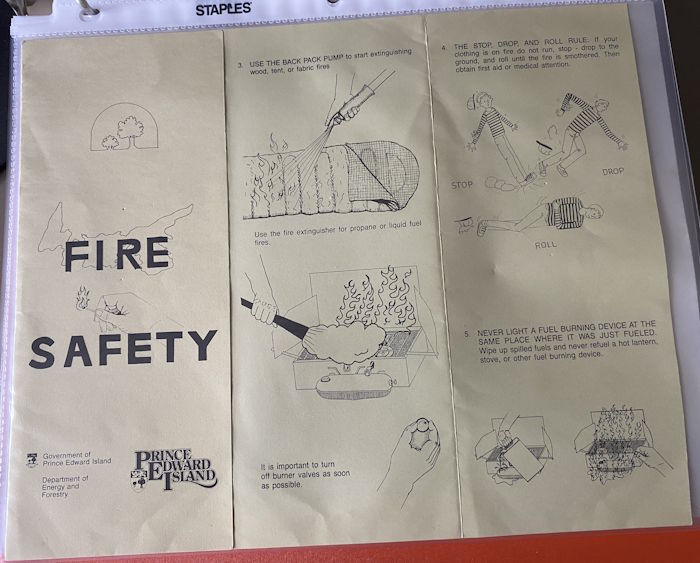 STAPLES
FIRE
SAFETY
Government of
Prince Edward Island
Department of
Energy and
Forestry
PRINCE
EDWARD
ISLAND
3. USE THE BACK PACK PUMP to start extinguishing
wood, tent, or fabric fires
Use the fire extinguisher for propane or liquid fuel
fires.
It is important to turn
off burner valves as soon
as possible.
4. THE STOP, DROP, AND ROLL RULE. If your
clothing is on fire do not run, stop - drop to the
ground, and roll until the fire is smothered. Then
obtain first aid or medical attention.
STOP
DROP
ROLL
5. NEVER LIGHT A FUEL BURNING DEVICE AT THE
SAME PLACE WHERE IT WAS JUST FUELED.
Wipe up spilled fuels and never refuel a hot lantern,
stove, or other fuel burning device.